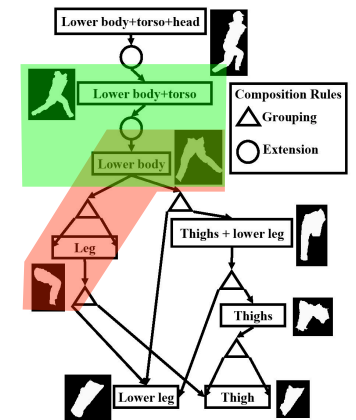 Lower body+torso+head
Lower body+torso
Composition Rules
Grouping
Extension
Lower body
Thighs + lower leg
Leg
Thighs
Lower leg
Thigh